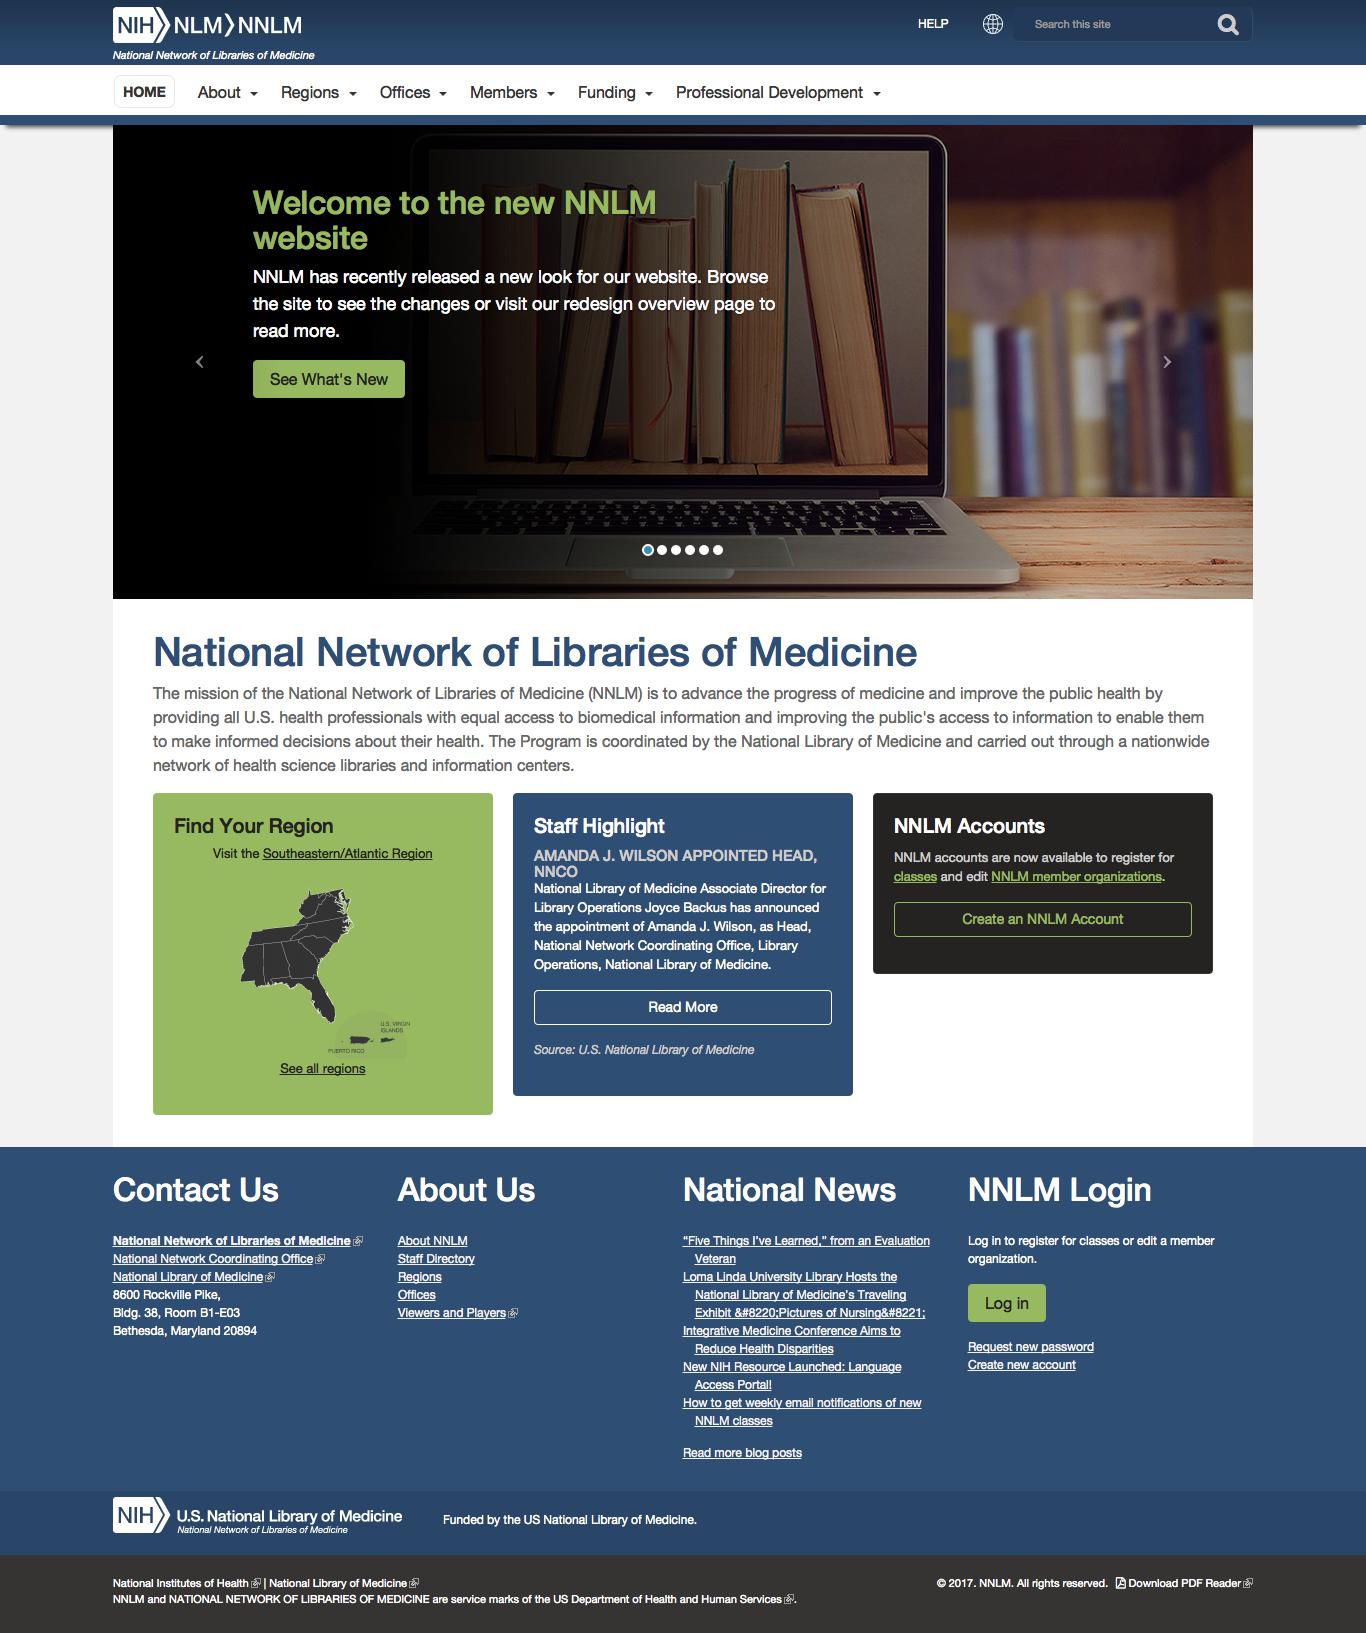 NIH NLM NNLM
National Network of Libraries of Medicine
HELP
Search this site
HOME About Regions Offices Members Funding Professional Development
Welcome to the new NNLM
website
NNLM has recently released a new look for our website. Browse
the site to see the changes or visit our redesign overview page to
read more.
See What's New
National Network of Libraries of Medicine
The mission of the National Network of Libraries of Medicine (NNLM) is to advance the progress of medicine and improve the public health by
providing all U.S. health professionals with equal access to biomedical information and improving the public's access to information to enable them
to make informed decisions about their health. The Program is coordinated by the National Library of Medicine and carried out through a nationwide
network of health science libraries and information centers.
Find Your Region
Visit the Southeastern/Atlantic Region
U.S. VIRGIN
ISLANDS
PUERTO RICO
See all regions
Staff Highlight
AMANDA J. WILSON APPOINTED HEAD,
NNCO
National Library of Medicine Associate Director for
Library Operations Joyce Backus has announced
the appointment of Amanda J. Wilson, as Head,
National Network Coordinating Office, Library
Operations, National Library of Medicine.
Read More
Source: U.S. National Library of Medicine
NNLM Accounts
NNLM accounts are now available to register for
classes and edit NNLM member organizations.
Create an NNLM Account
Contact Us
National Network of Libraries of Medicine
National Network Coordinating Office
National Library of Medicine
8600 Rockville Pike,
Bldg. 38, Room B1-E03
Bethesda, Maryland 20894
About Us
About NNLM
Staff Directory
Regions
Offices
Viewers and Players
National News
“Five Things I’ve Learned,” from an Evaluation
Veteran
Loma Linda University Library Hosts the
National Library of Medicine’s Traveling
Exhibit &#8220;Pictures of Nursing&#8221;
Integrative Medicine Conference Aims to
Reduce Health Disparities
New NIH Resource Launched: Language
Access Portal!
How to get weekly email notifications of new
NNLM classes
Read more blog posts
NNLM Login
Log in to register for classes or edit a member
organization.
Log in
Request new password
Create new account
NIH U.S. National Library of Medicine
National Network of Libraries of Medicine
Funded by the US National Library of Medicine.
National Institutes of Health | National Library of Medicine
NNLM and NATIONAL NETWORK OF LIBRARIES OF MEDICINE are service marks of the US Department of Health and Human Services.
© 2017. NNLM. All rights reserved. Download PDF Reader